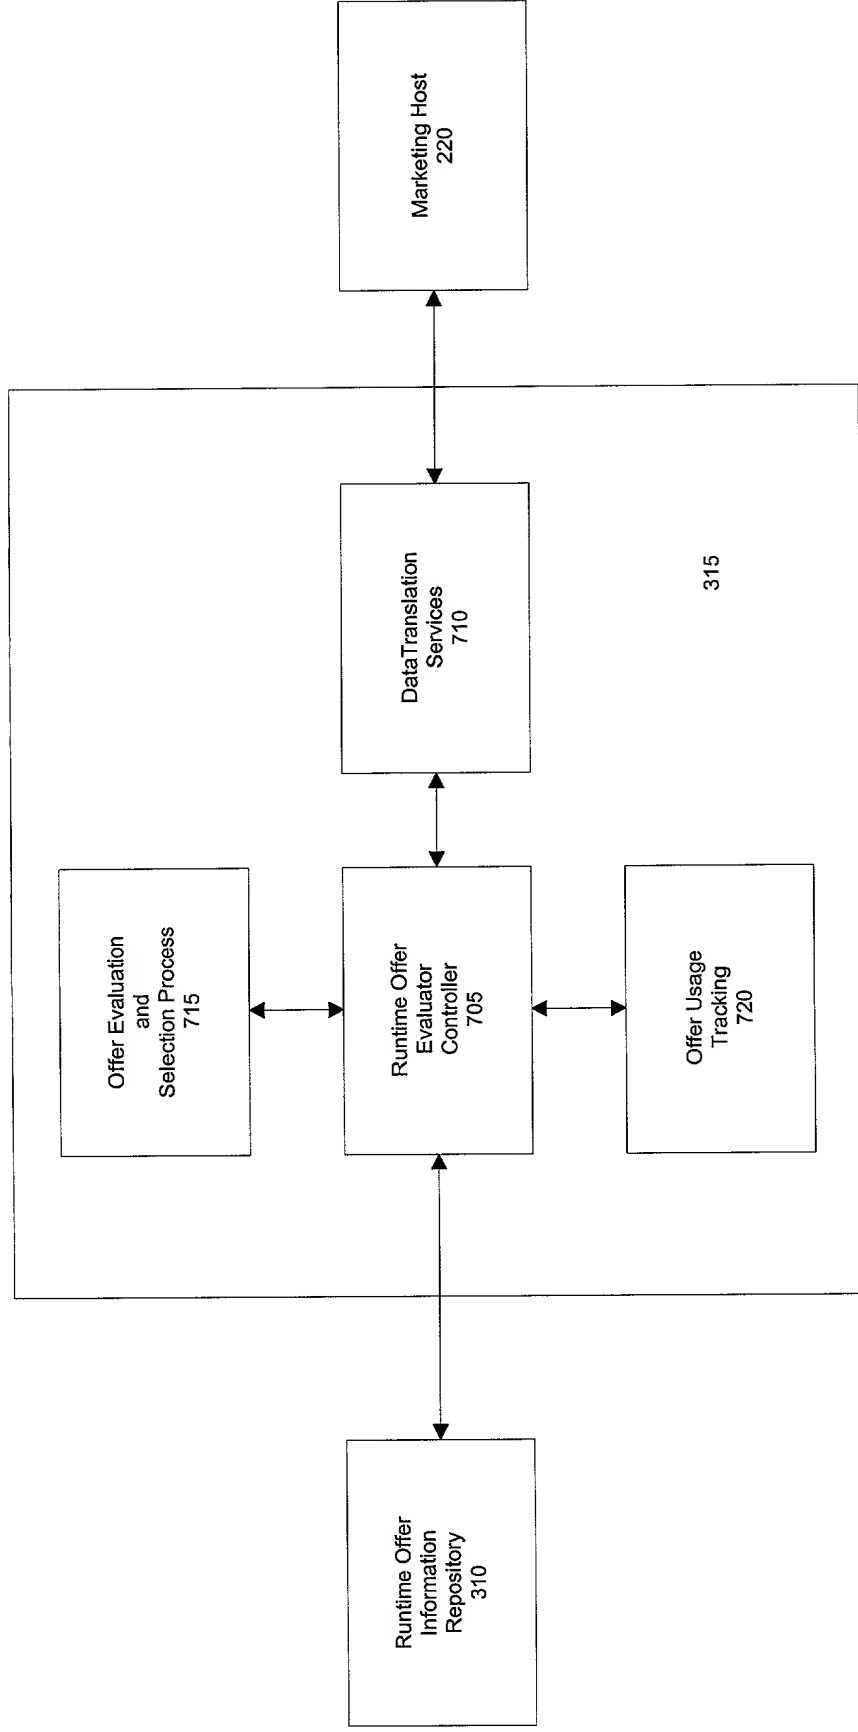 Offer Evaluation
and
Selection Process
715
Runtime Offer
Information
Repository
310
Runtime Offer
Evaluator
Controller
705
DataTranslation
Services
710
Marketing Host
220
Offer Usage
Tracking
720
315